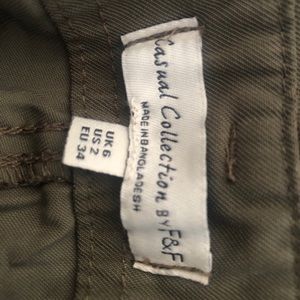 Casual Collection BY F&F
MADE IN BANGLADESH
UK 6
US 2
EU 34